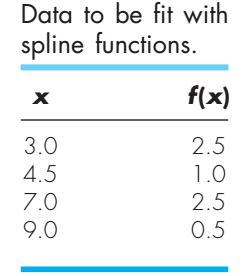 Data to be fit with
spline functions.
x f(x)
3.0 2.5
4.5 1.0
7.0 2.5
9.0 0.5